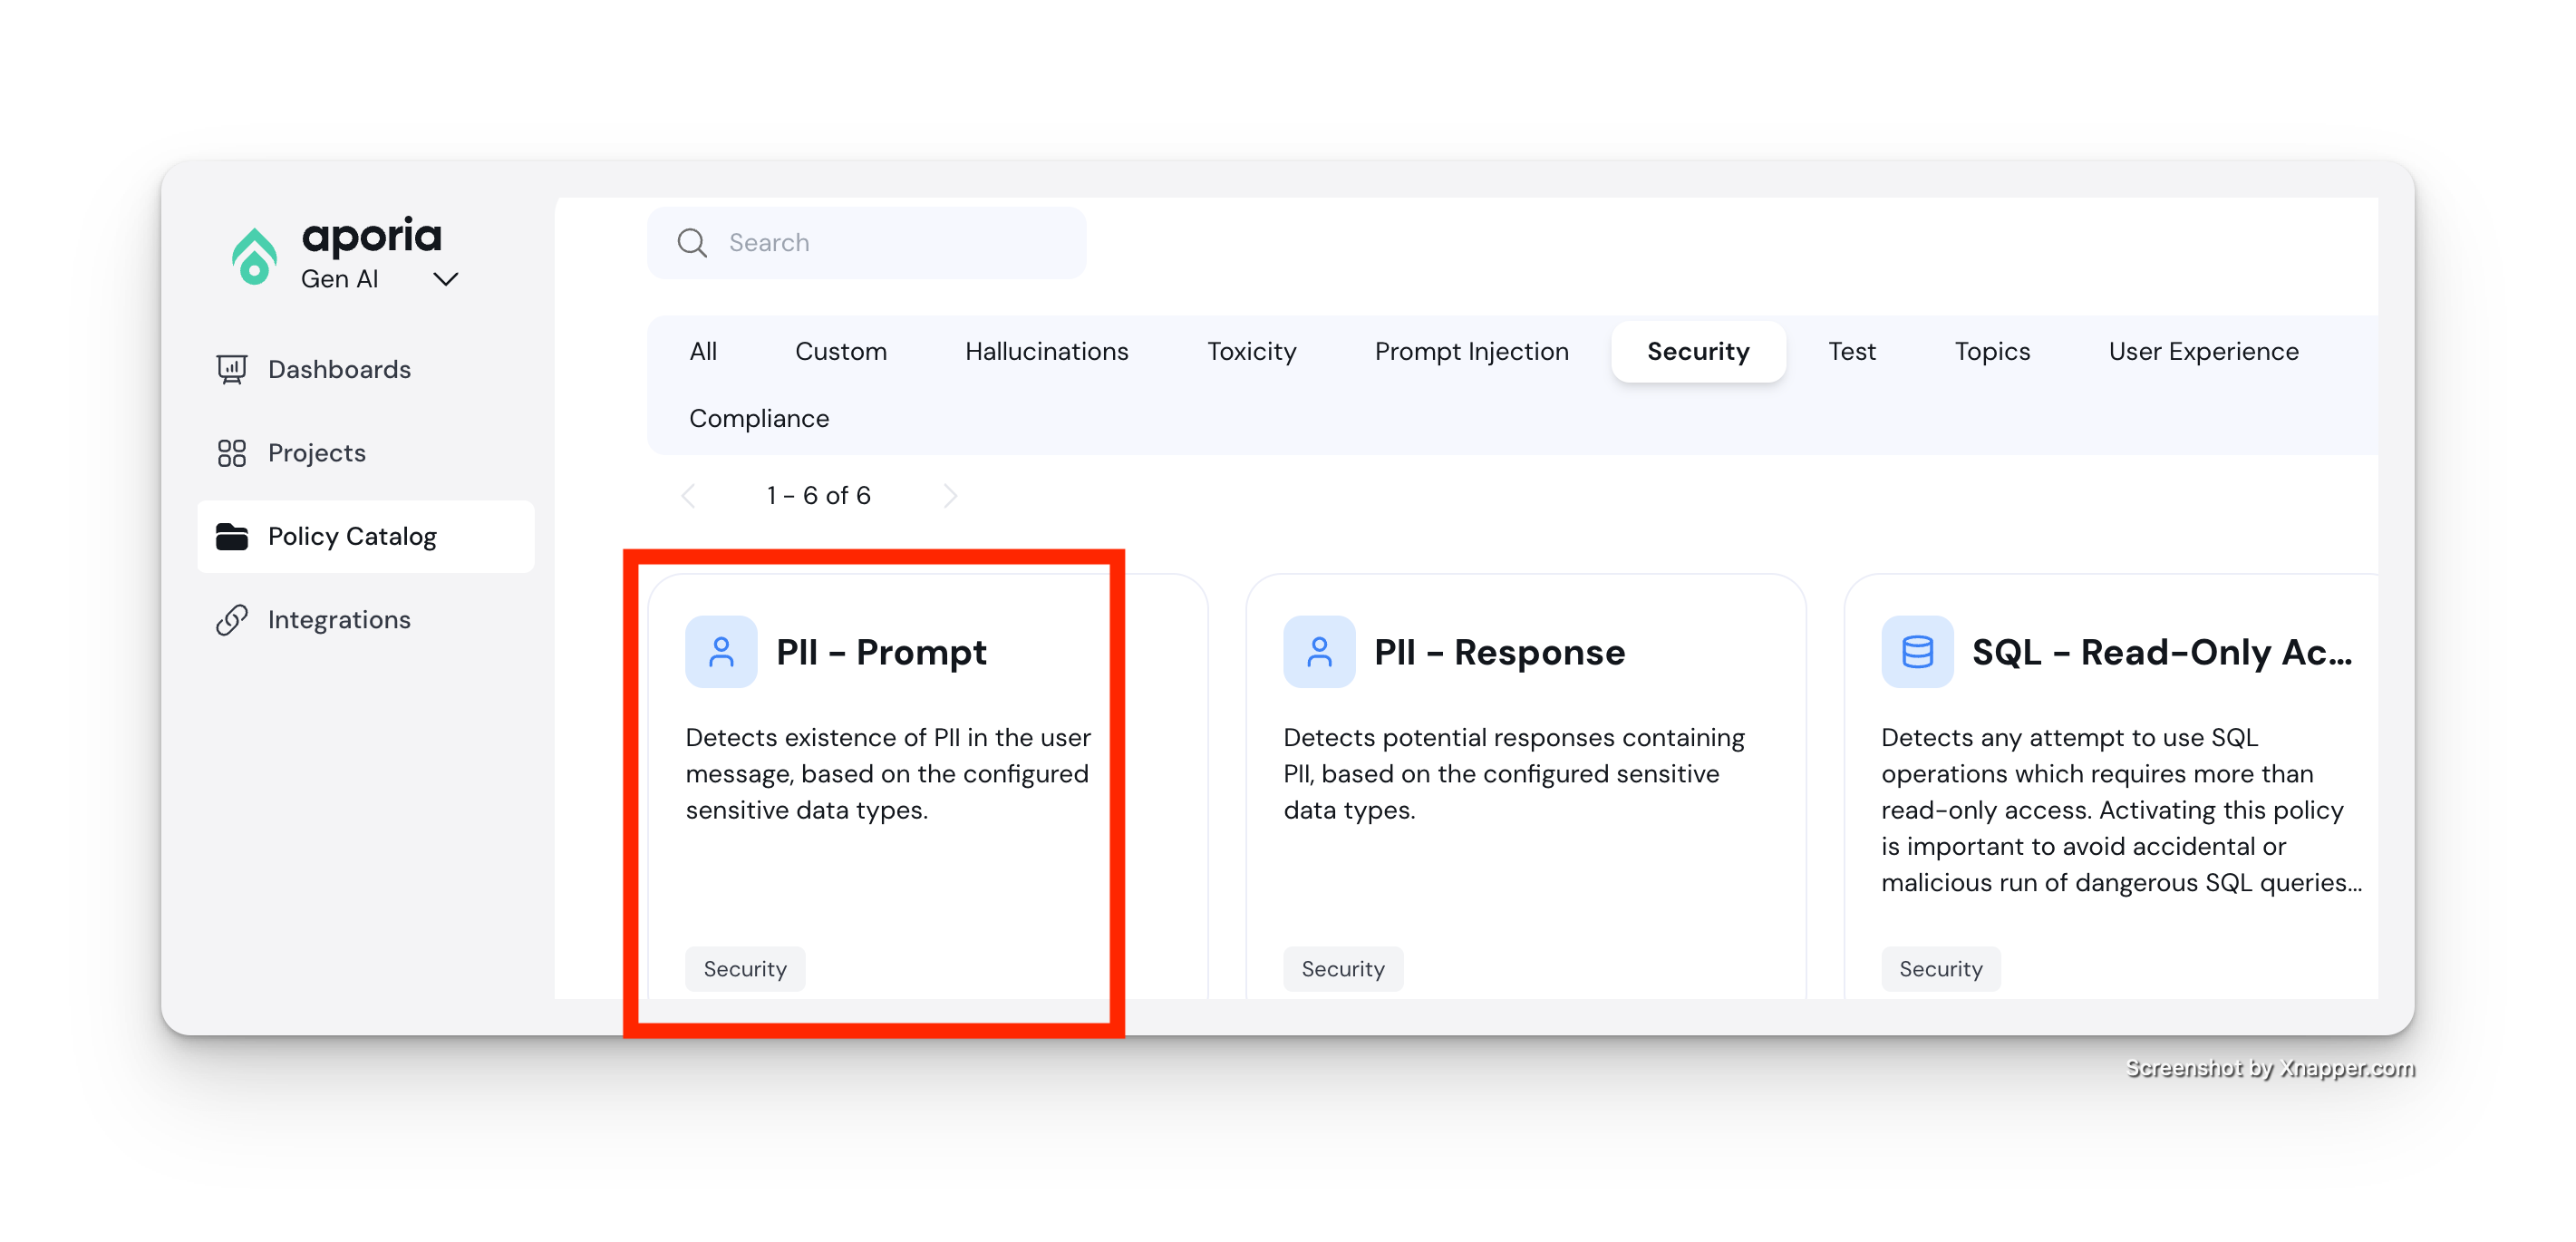 aporia
Gen AI
Dashboards
Projects
Policy Catalog
Integrations
Search
All Custom Hallucinations Toxicity Prompt Injection Security Test Topics User Experience
Compliance
1 - 6 of 6
PII - Prompt
Detects existence of PII in the user
message, based on the configured
sensitive data types.
Security
PII - Response
Detects potential responses containing
PII, based on the configured sensitive
data types.
Security
SQL - Read-Only Ac...
Detects any attempt to use SQL
operations which requires more than
read-only access. Activating this policy
is important to avoid accidental or
malicious run of dangerous SQL queries...
Security
Screenshot by Xnapper.com